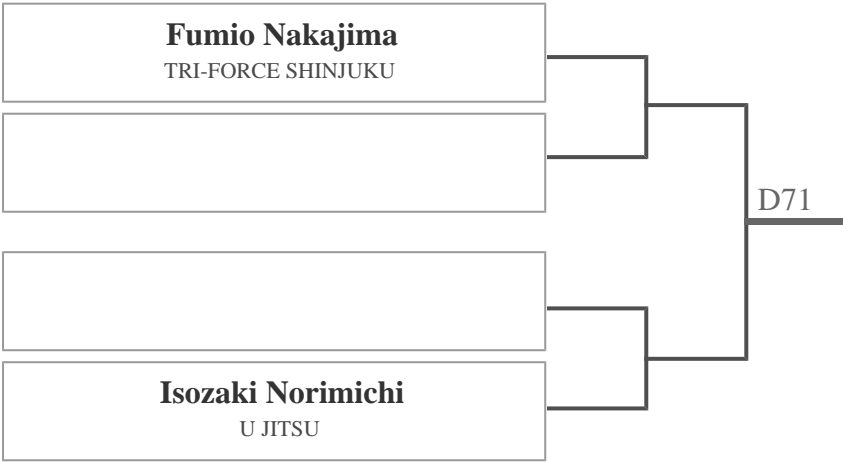 Fumio Nakajima
TRI-FORCE SHINJUKU
D71
Isozaki Norimichi
U JITSU